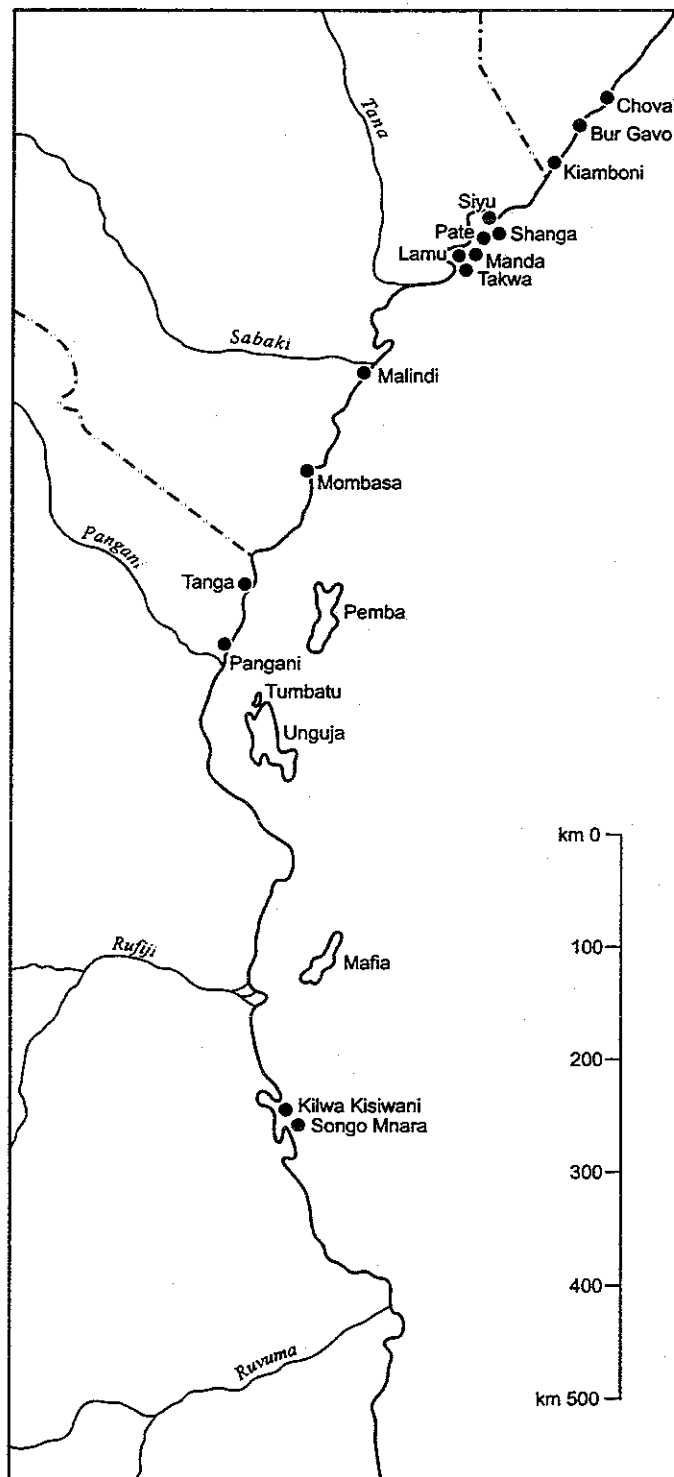 Tana
Chova
Bur Gavo
Kiamboni
Siyu
Pate
Shanga
Lamu
Manda
Takwa
Sabaki
Malindi
Mombasa
Pangani
Tanga
Pemba
Pangani
Tumbatu
Unguja
km 0
Rufiji
100
Mafia
200
Kilwa Kisiwani
Songo Mnara
300
400
Ruvuma
km 500